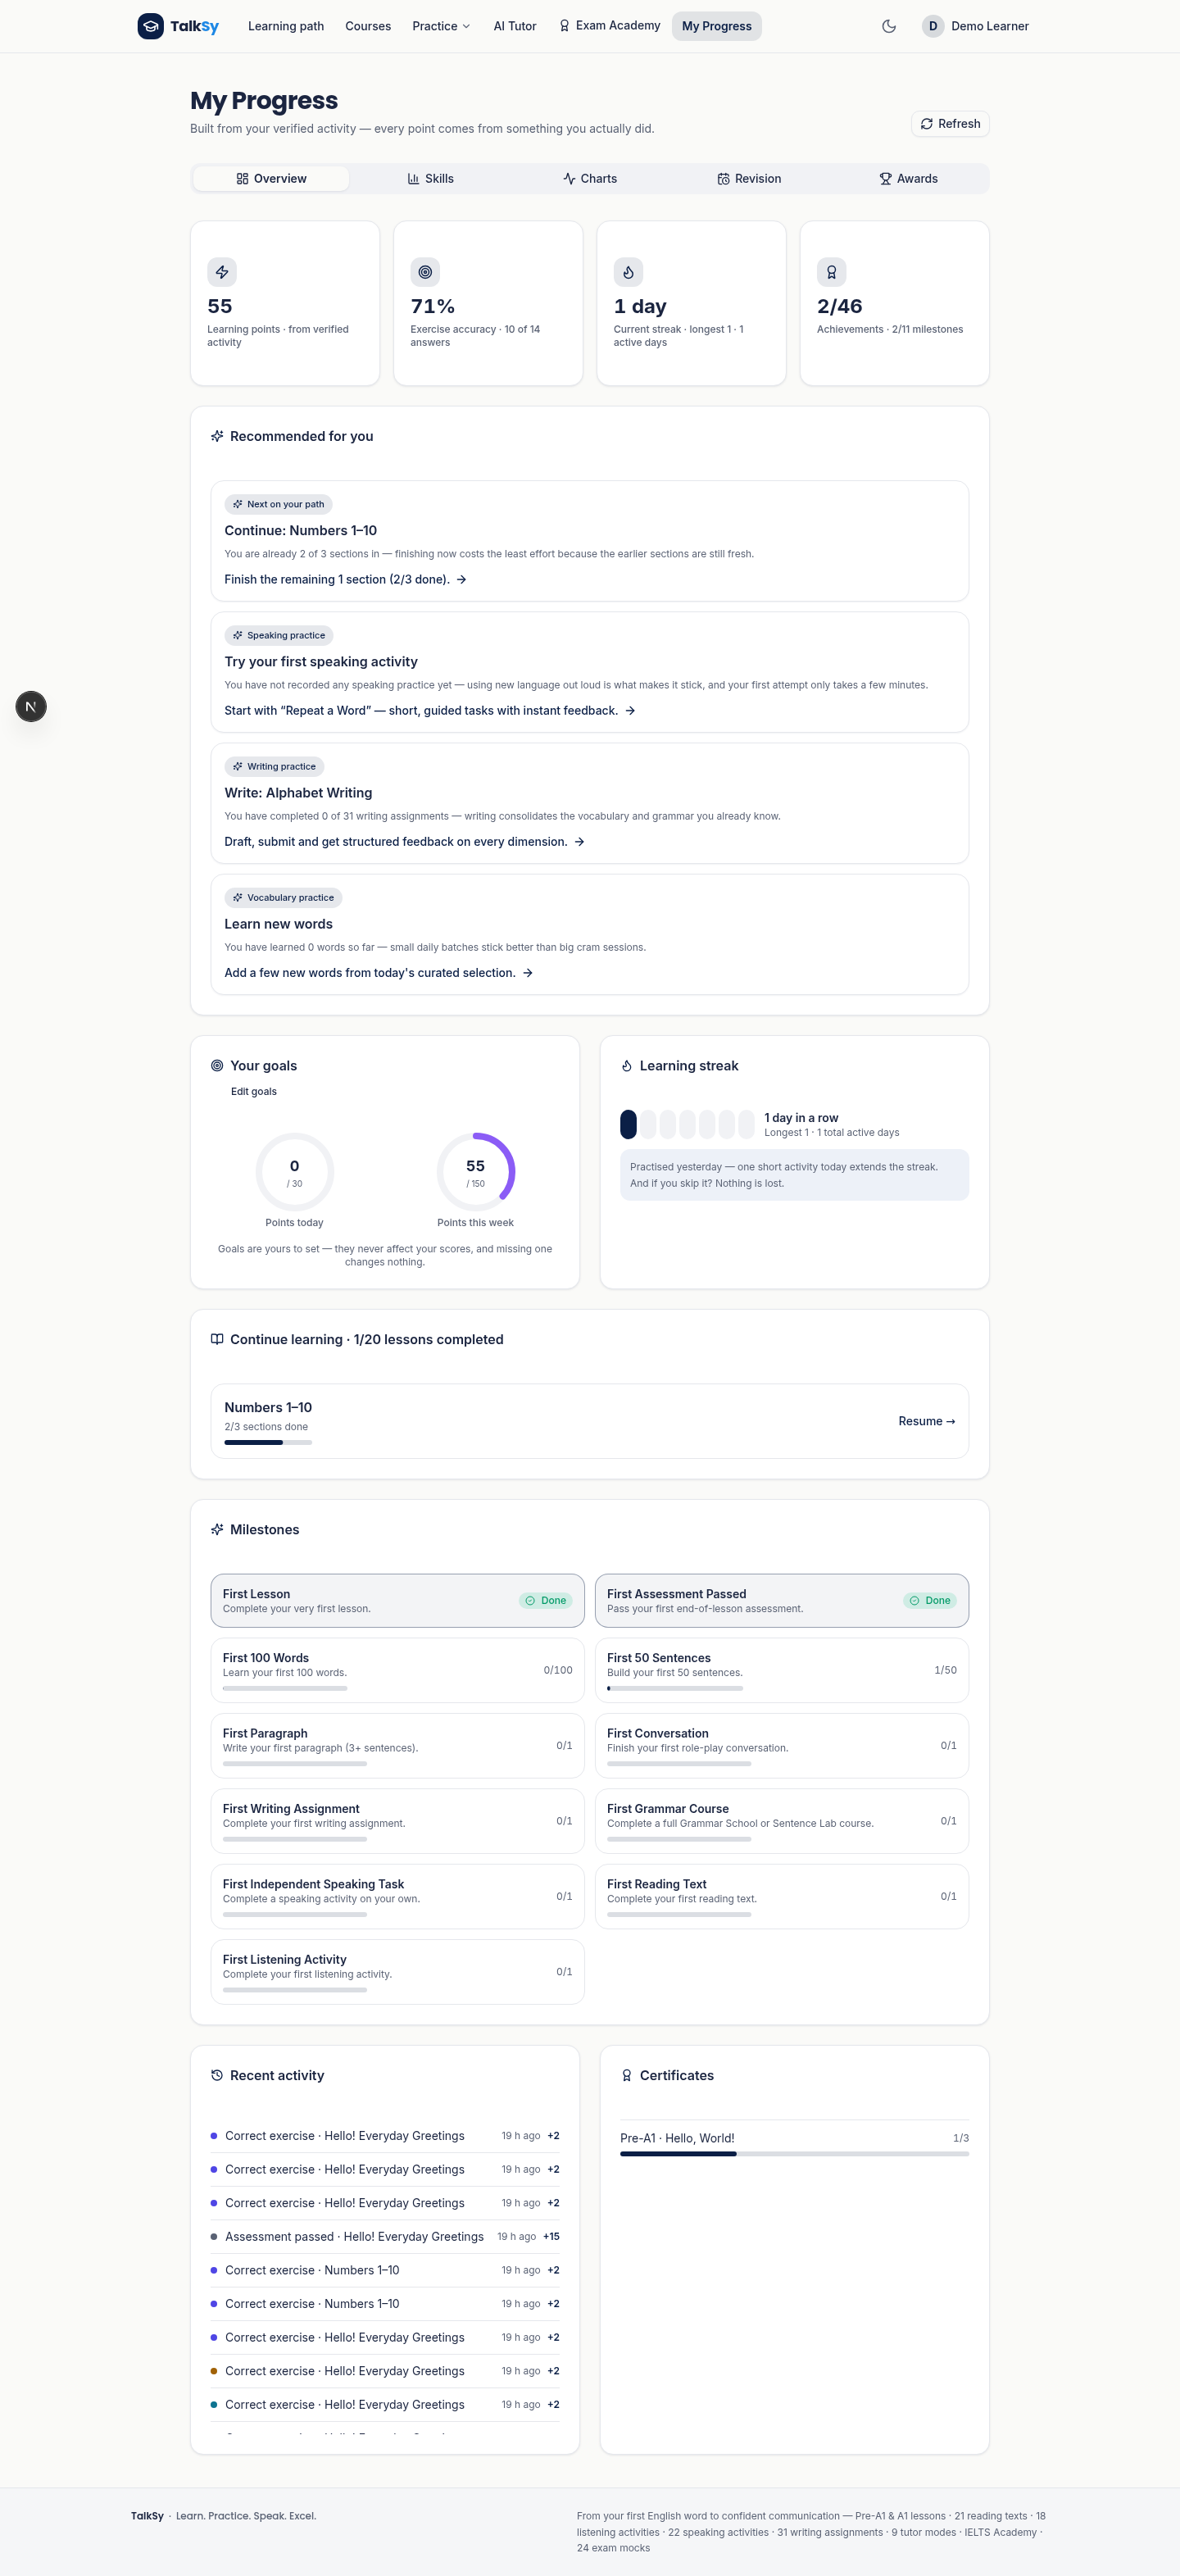 TalkSy
Learning path
Courses
Practice
AI Tutor
Exam Academy
My Progress
D
Demo Learner
My Progress
Built from your verified activity — every point comes from something you actually did.
Refresh
Overview
Skills
Charts
Revision
Awards
55
Learning points · from verified
activity
71%
Exercise accuracy · 10 of 14
answers
1 day
Current streak · longest 1 · 1
active days
2/46
Achievements · 2/11 milestones
Recommended for you
Next on your path
Continue: Numbers 1–10
You are already 2 of 3 sections in — finishing now costs the least effort because the earlier sections are still fresh.
Finish the remaining 1 section (2/3 done). →
Speaking practice
Try your first speaking activity
You have not recorded any speaking practice yet — using new language out loud is what makes it stick, and your first attempt only takes a few minutes.
Start with “Repeat a Word” — short, guided tasks with instant feedback. →
Writing practice
Write: Alphabet Writing
You have completed 0 of 31 writing assignments — writing consolidates the vocabulary and grammar you already know.
Draft, submit and get structured feedback on every dimension. →
Vocabulary practice
Learn new words
You have learned 0 words so far — small daily batches stick better than big cram sessions.
Add a few new words from today's curated selection. →
Your goals
Edit goals
0
/ 30
Points today
55
/ 150
Points this week
Goals are yours to set — they never affect your scores, and missing one
changes nothing.
Learning streak
1 day in a row
Longest 1 · 1 total active days
Practised yesterday — one short activity today extends the streak.
And if you skip it? Nothing is lost.
Continue learning · 1/20 lessons completed
Numbers 1–10
2/3 sections done
Resume →
Milestones
First Lesson
Complete your very first lesson.
Done
First Assessment Passed
Pass your first end-of-lesson assessment.
Done
First 100 Words
Learn your first 100 words.
0/100
First 50 Sentences
Build your first 50 sentences.
1/50
First Paragraph
Write your first paragraph (3+ sentences).
0/1
First Conversation
Finish your first role-play conversation.
0/1
First Writing Assignment
Complete your first writing assignment.
0/1
First Grammar Course
Complete a full Grammar School or Sentence Lab course.
0/1
First Independent Speaking Task
Complete a speaking activity on your own.
0/1
First Reading Text
Complete your first reading text.
0/1
First Listening Activity
Complete your first listening activity.
0/1
Recent activity
Correct exercise · Hello! Everyday Greetings 19 h ago +2
Correct exercise · Hello! Everyday Greetings 19 h ago +2
Correct exercise · Hello! Everyday Greetings 19 h ago +2
Assessment passed · Hello! Everyday Greetings 19 h ago +15
Correct exercise · Numbers 1–10 19 h ago +2
Correct exercise · Numbers 1–10 19 h ago +2
Correct exercise · Hello! Everyday Greetings 19 h ago +2
Correct exercise · Hello! Everyday Greetings 19 h ago +2
Correct exercise · Hello! Everyday Greetings 19 h ago +2
Certificates
Pre-A1 · Hello, World!
1/3
TalkSy · Learn. Practice. Speak. Excel.
From your first English word to confident communication — Pre-A1 & A1 lessons · 21 reading texts · 18
listening activities · 22 speaking activities · 31 writing assignments · 9 tutor modes · IELTS Academy ·
24 exam mocks